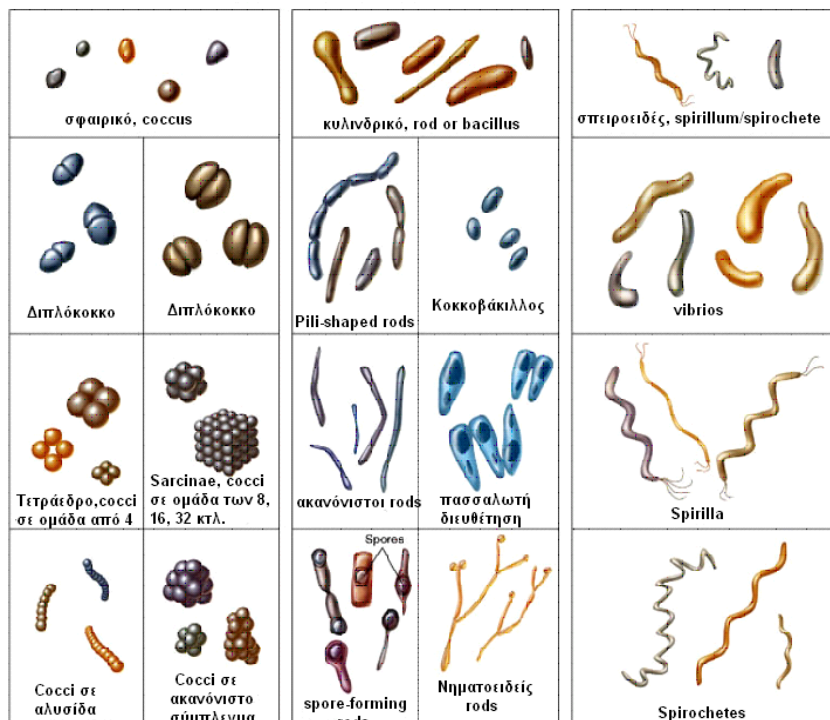 σφαιρικό, coccus
κυλινδρικό, rod or bacillus
σπειροειδές, spirillum/spirochete
Διπλόκοκκο
Διπλόκοκκο
Pili-shaped rods
Κοκκοβάκιλλος
vibrios
Τετράεδρο,cocci
σε ομάδα από 4
Sarcinae, cocci
σε ομάδα των 8,
16, 32 κτλ.
ακανόνιστοι rods
πασσαλωτή
διευθέτηση
Spirilla
Cocci σε
αλυσίδα
Cocci σε
ακανόνιστο
σύμπλεγμα
Spores
spore-forming
rods
Νηματοειδείς
rods
Spirochetes